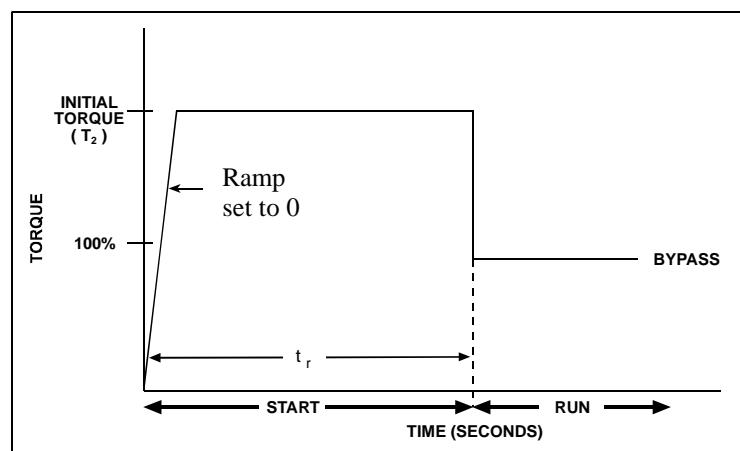 INITIAL
TORQUE
( T₂ )
Ramp
set to 0
TORQUE
100%
BYPASS
t r
START
RUN
TIME (SECONDS)